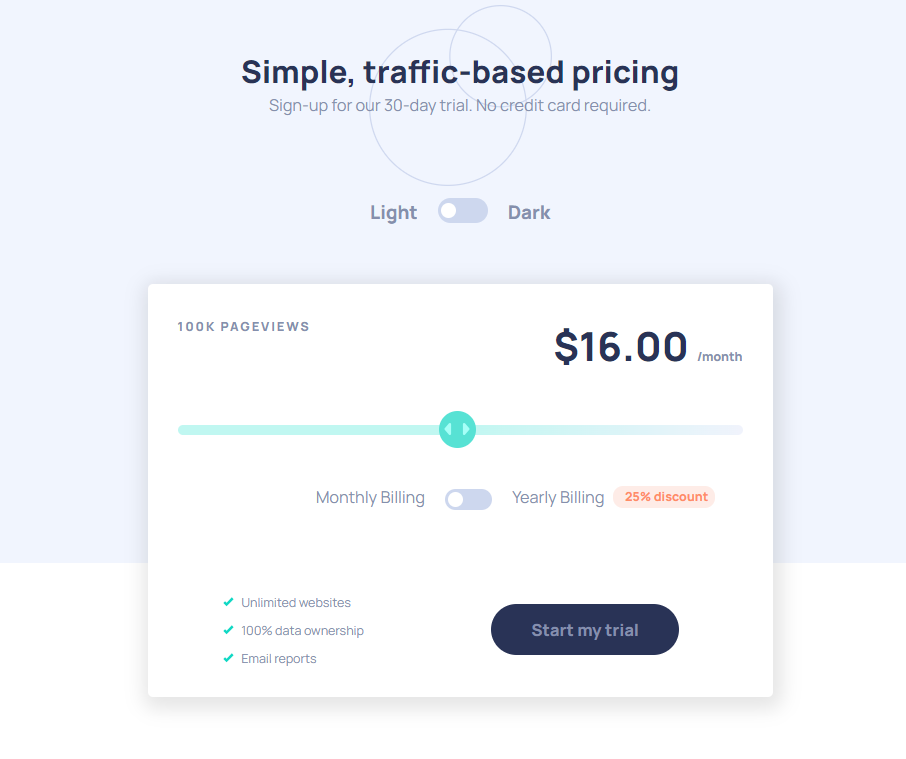 Simple, traffic-based pricing
Sign-up for our 30-day trial. No credit card required.
Light Dark
100K PAGEVIEWS
$16.00 /month
Monthly Billing Yearly Billing 25% discount
Unlimited websites
100% data ownership
Email reports
Start my trial